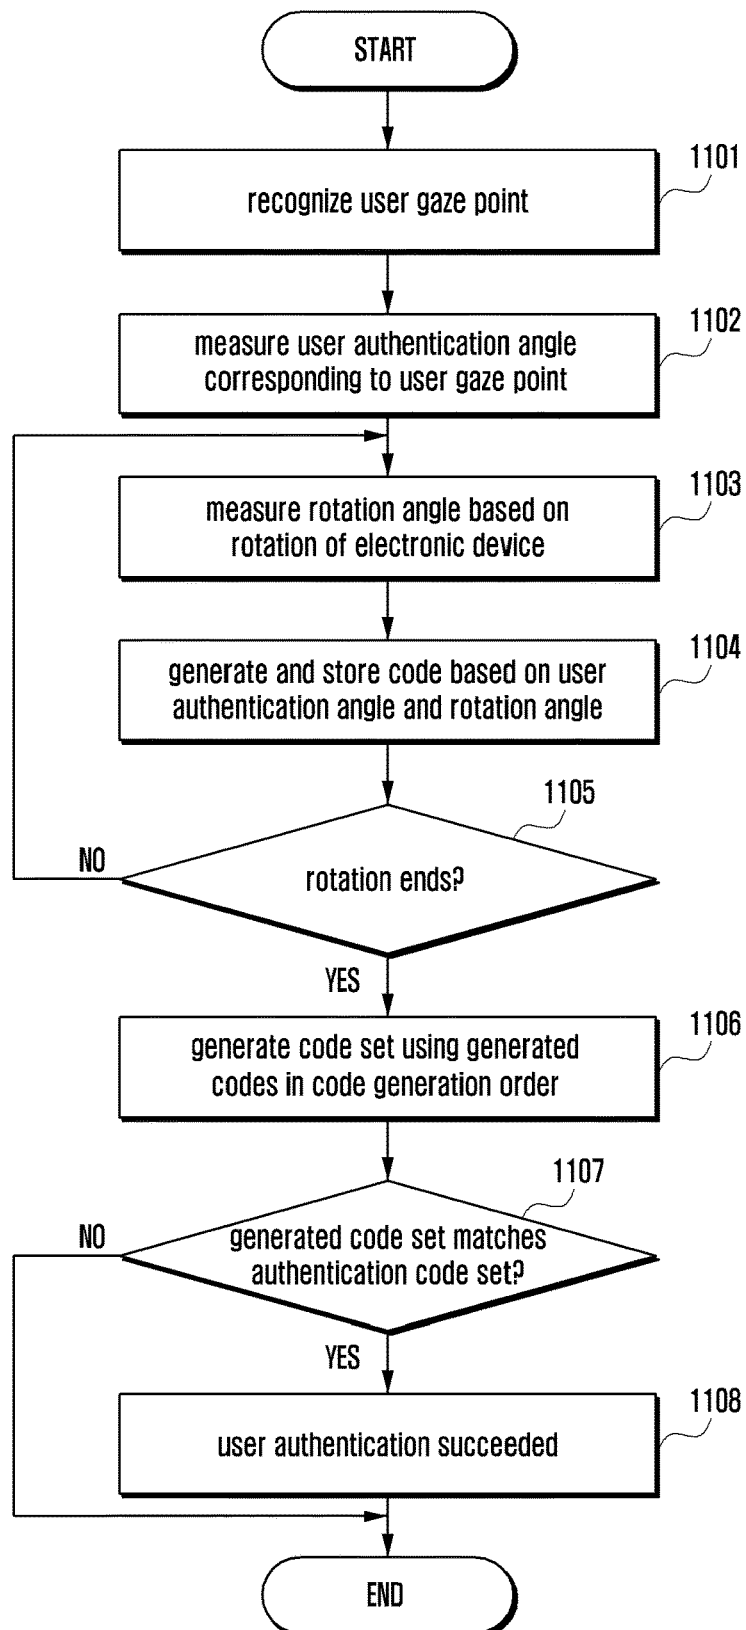 START
1101
recognize user gaze point
1102
measure user authentication angle
corresponding to user gaze point
1103
measure rotation angle based on
rotation of electronic device
1104
generate and store code based on user
authentication angle and rotation angle
1105
NO
rotation ends?
YES
1106
generate code set using generated
codes in code generation order
1107
NO
generated code set matches
authentication code set?
YES
1108
user authentication succeeded
END